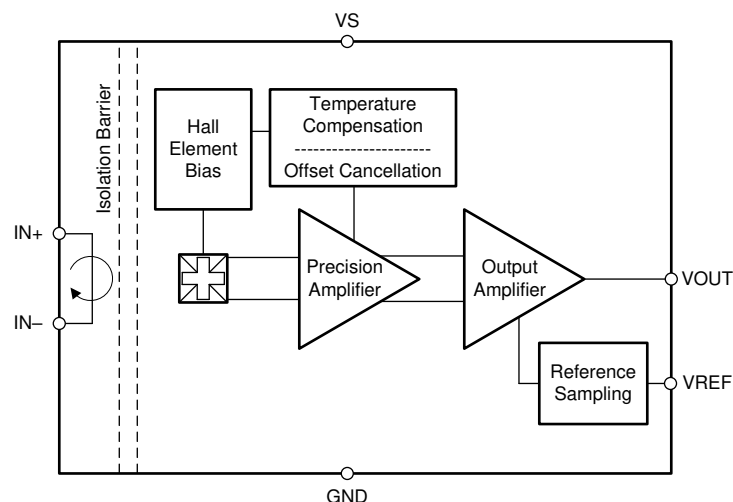 VS
Isolation Barrier
Hall
Element
Bias
Temperature
Compensation
Offset Cancellation
IN+
IN–
Precision
Amplifier
Output
Amplifier
VOUT
Reference
Sampling
VREF
GND